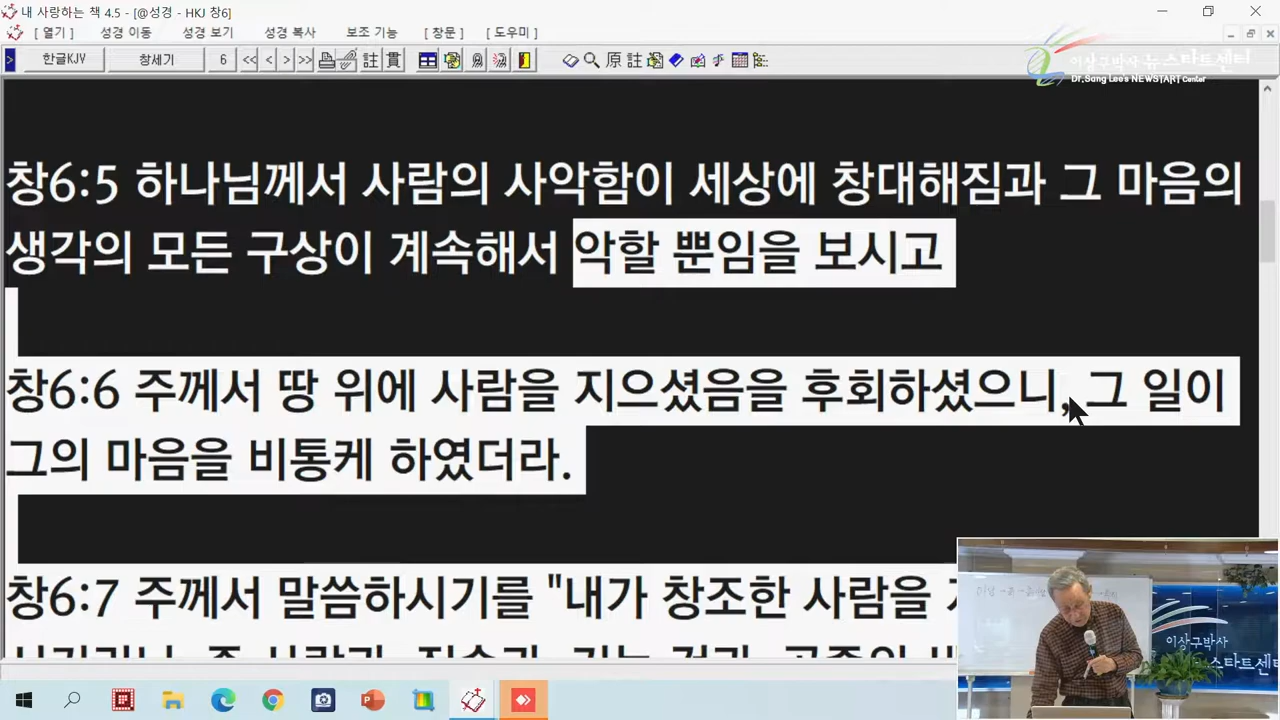 내 사랑하는 책 4.5 - [@성경 - HKJ 창6]
[ 열기 ] 성경 이동 성경 보기 성경 복사 보조 기능 [ 창문 ] [ 도우미 ]
> 한글KJV 창세기 6 << < > >> 註 貫 原 註
이상구박사 뉴스타트센터
Dr.Sang Lee's NEWSTART Center
창6:5 하나님께서 사람의 사악함이 세상에 창대해짐과 그 마음의
생각의 모든 구상이 계속해서 악할 뿐임을 보시고
창6:6 주께서 땅 위에 사람을 지으셨음을 후회하셨으니, 그 일이
그의 마음을 비통케 하였더라.
창6:7 주께서 말씀하시기를 "내가 창조한 사람을
이상구박사
뉴스타트센터